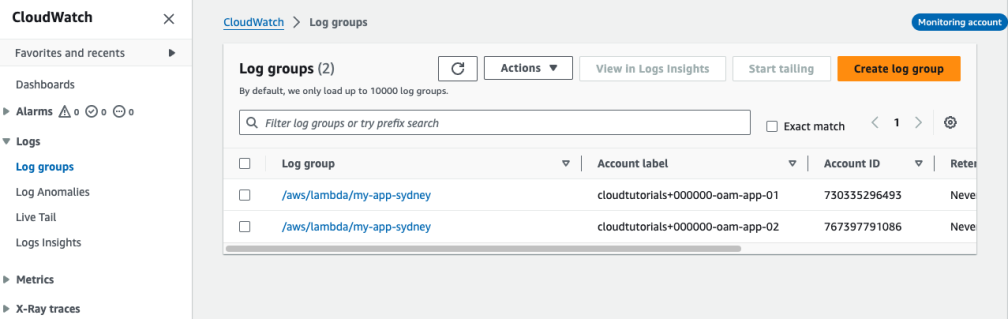 CloudWatch
Favorites and recents
Dashboards
Alarms 0 0 0
Logs
Log groups
Log Anomalies
Live Tail
Logs Insights
Metrics
X-Ray traces
CloudWatch > Log groups
Monitoring account
Log groups (2)
Actions
View in Logs Insights
Start tailing
Create log group
By default, we only load up to 10000 log groups.
Filter log groups or try prefix search
Exact match
1
Log group Account label Account ID Reter
/aws/lambda/my-app-sydney cloudtutorials+000000-oam-app-01 730335296493 Neve
/aws/lambda/my-app-sydney cloudtutorials+000000-oam-app-02 767397791086 Neve